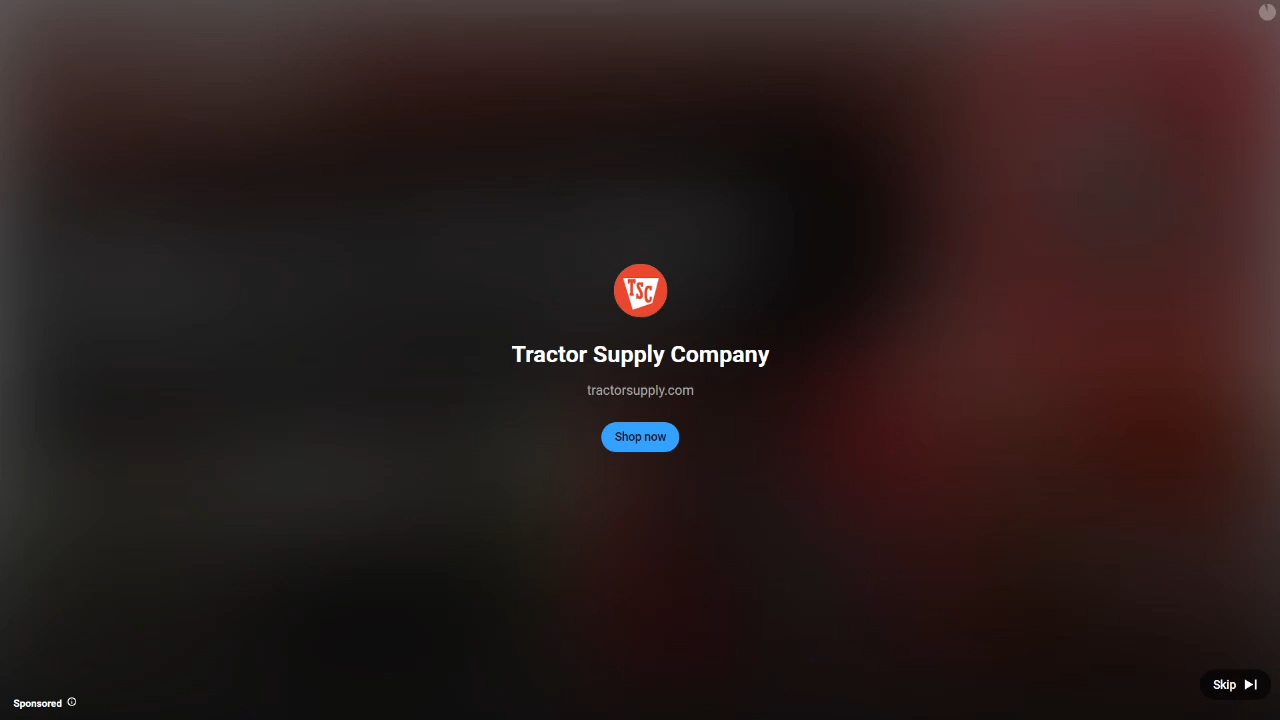 TSC
Tractor Supply Company
tractorsupply.com
Shop now
Skip
Sponsored